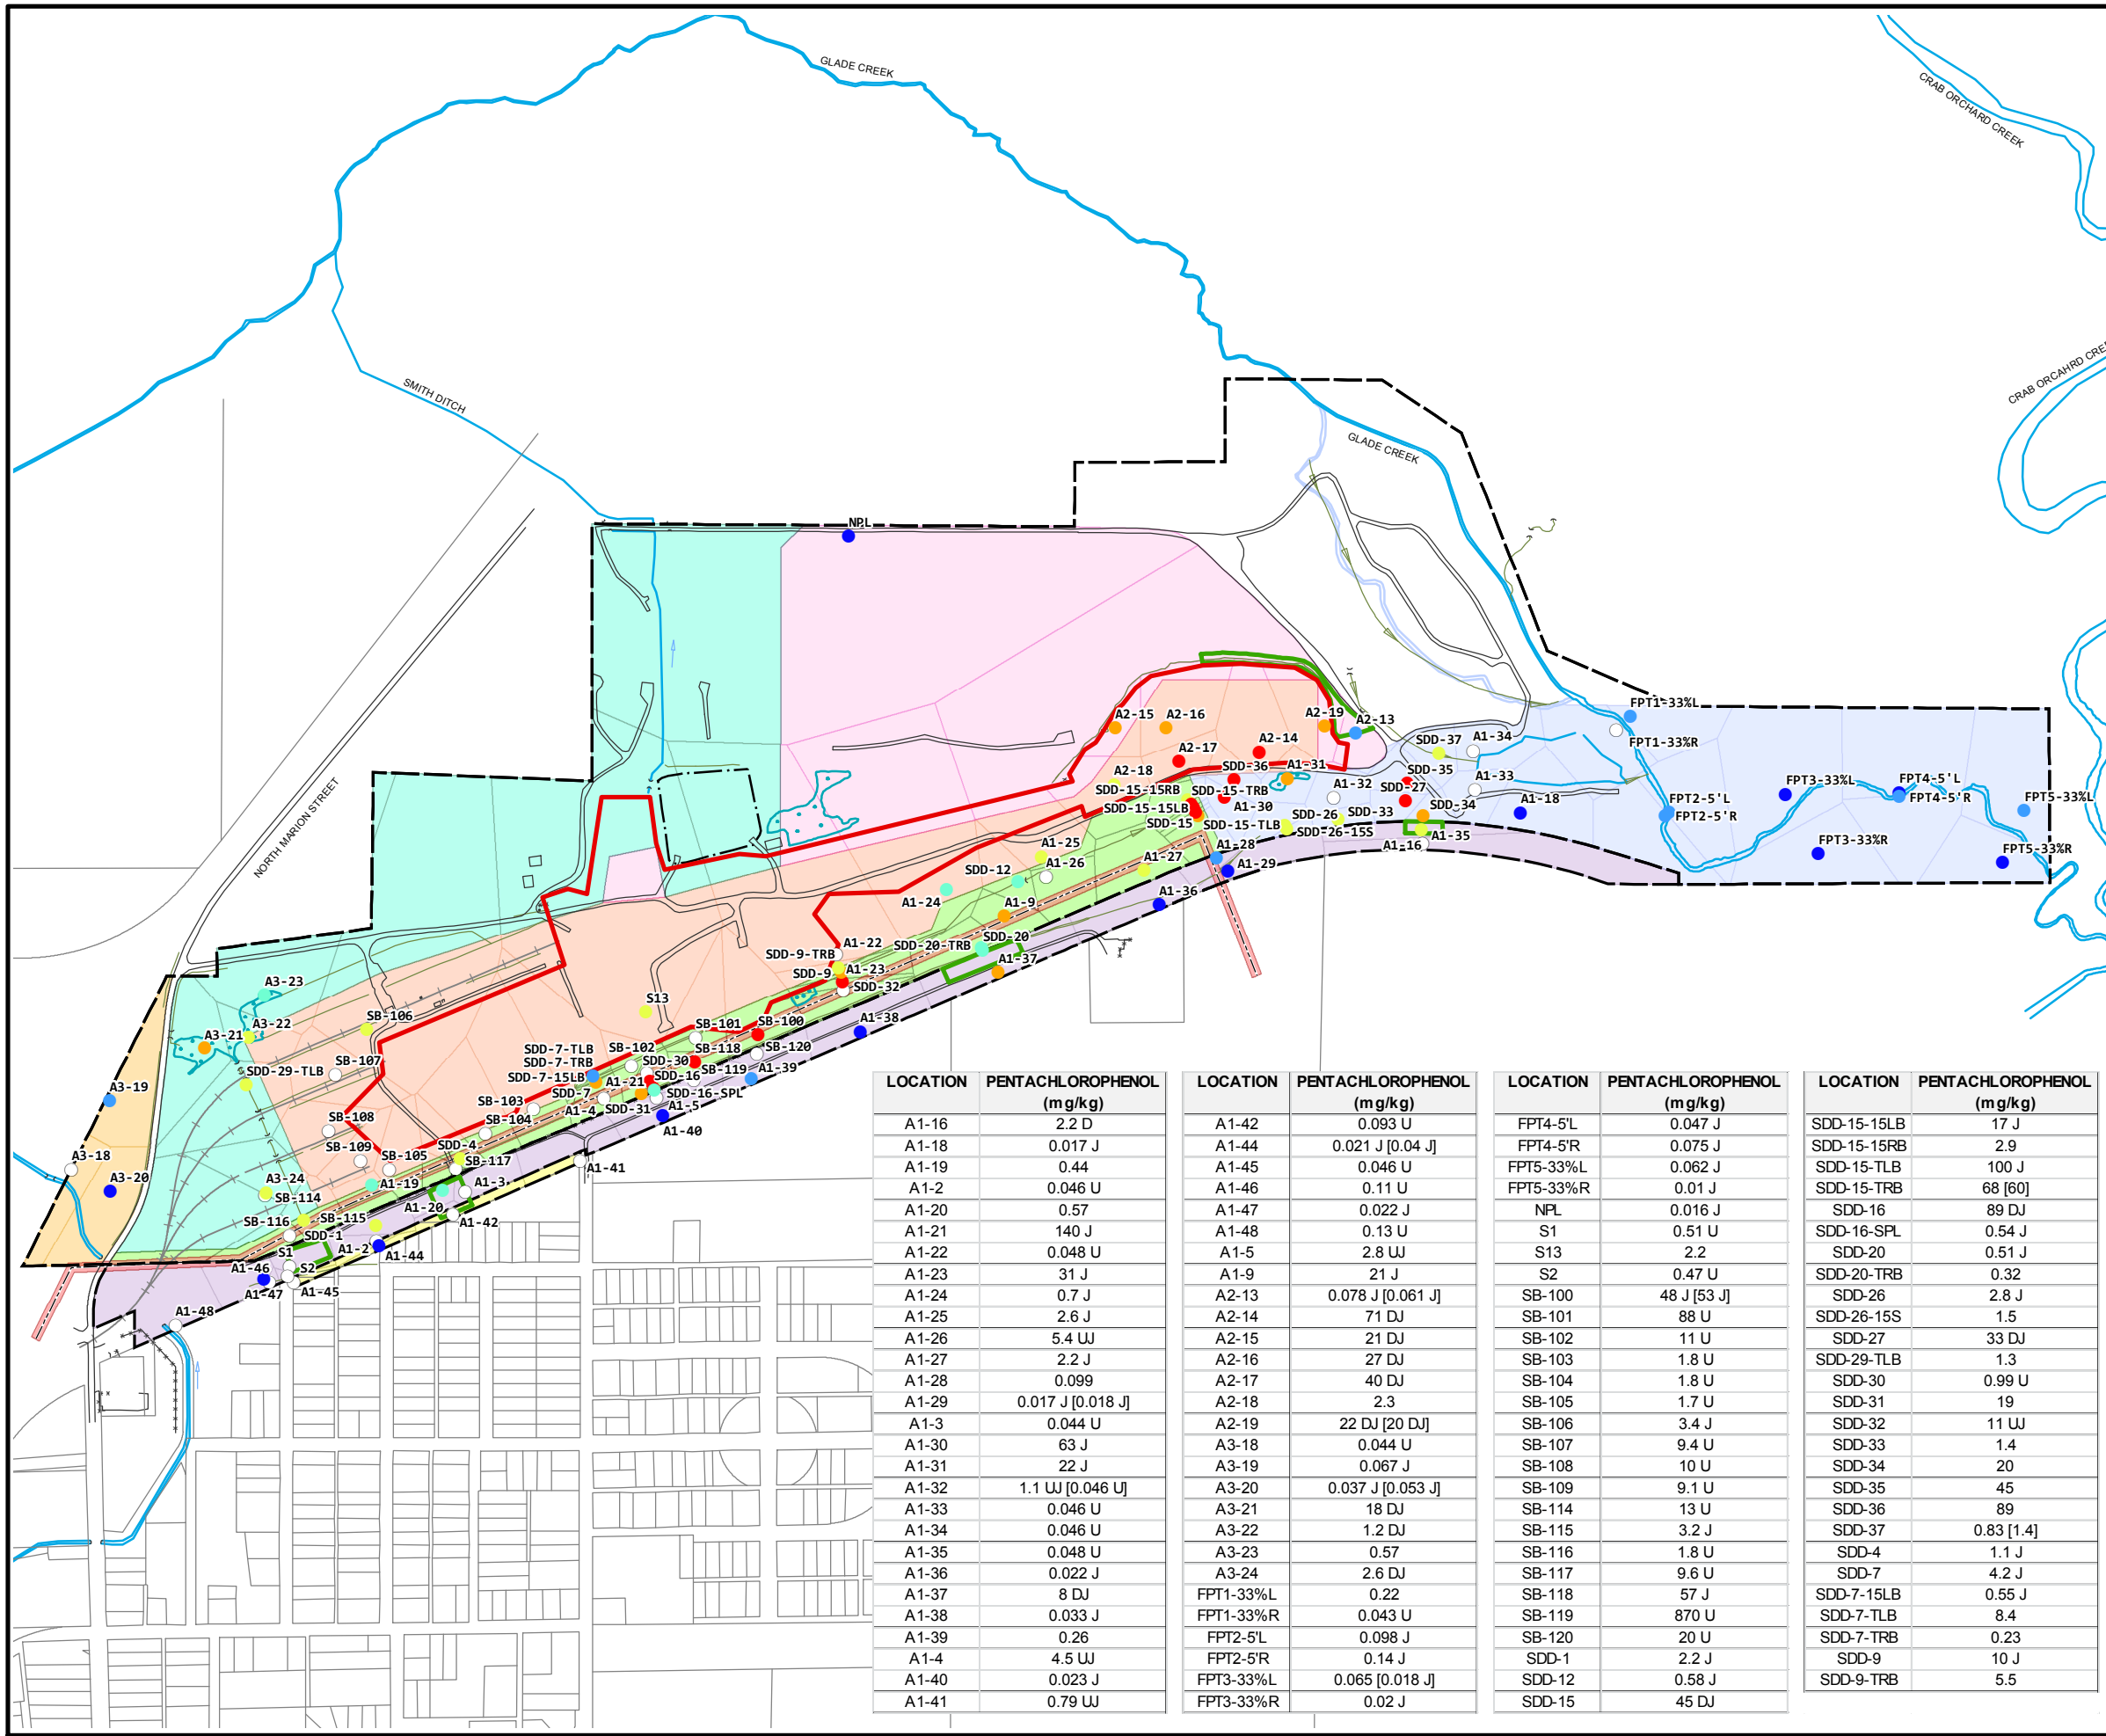 GLADE CREEK
CRAB ORCHARD CREEK
CRAB ORCAHRD CRE
SMITH DITCH
NORTH MARION STREET
GLADE CREEK
NPL
A2-15
A2-16
A2-19
A2-13
A2-17
A2-14
A2-18
SDD-36
A1-31
SDD-37
A1-34
FPT1-33%L
FPT1-33%R
SDD-15-15RB
SDD-15-TRB
A1-32
SDD-35
SDD-27
A1-33
SDD-15-15LB
A1-30
SDD-33
SDD-34
A1-18
SDD-15
SDD-15-TLB
SDD-26
SDD-26-15S
A1-35
A1-16
FPT2-5'L
FPT2-5'R
FPT3-33%L
FPT4-5'L
FPT4-5'R
FPT5-33%L
FPT3-33%R
FPT5-33%R
A1-25
A1-26
SDD-12
A1-27
A1-28
A1-29
A1-24
A1-9
A1-36
A1-22
SDD-9-TRB
SDD-20-TRB
SDD-20
SDD-9
A1-23
A1-37
SDD-32
A3-23
A3-22
A3-21
SB-106
S13
SB-101
SB-100
A1-38
SDD-7-TLB
SB-102
SB-118
SB-120
SDD-7-TRB
SDD-30
SB-107
SDD-29-TLB
SDD-7-15LB
A1-21
SDD-16
SB-119
A1-39
A3-19
SDD-7
SDD-16-SPL
SB-103
A1-4
SDD-31
A1-5
SB-108
SB-104
A1-40
SB-109
SDD-4
SB-105
SB-117
A1-41
A3-18
A3-20
A3-24
SB-114
A1-19
A1-3
A1-20
A1-42
SB-116
SB-115
SDD-1
S1
A1-2
A1-44
A1-46
S2
A1-47
A1-45
A1-48
LOCATION PENTACHLOROPHENOL (mg/kg)
A1-16 2.2 D
A1-18 0.017 J
A1-19 0.44
A1-2 0.046 U
A1-20 0.57
A1-21 140 J
A1-22 0.048 U
A1-23 31 J
A1-24 0.7 J
A1-25 2.6 J
A1-26 5.4 UJ
A1-27 2.2 J
A1-28 0.099
A1-29 0.017 J [0.018 J]
A1-3 0.044 U
A1-30 63 J
A1-31 22 J
A1-32 1.1 UJ [0.046 U]
A1-33 0.046 U
A1-34 0.046 U
A1-35 0.048 U
A1-36 0.022 J
A1-37 8 DJ
A1-38 0.033 J
A1-39 0.26
A1-4 4.5 UJ
A1-40 0.023 J
A1-41 0.79 UJ
LOCATION PENTACHLOROPHENOL (mg/kg)
A1-42 0.093 U
A1-44 0.021 J [0.04 J]
A1-45 0.046 U
A1-46 0.11 U
A1-47 0.022 J
A1-48 0.13 U
A1-5 2.8 UJ
A1-9 21 J
A2-13 0.078 J [0.061 J]
A2-14 71 DJ
A2-15 21 DJ
A2-16 27 DJ
A2-17 40 DJ
A2-18 2.3
A2-19 22 DJ [20 DJ]
A3-18 0.044 U
A3-19 0.067 J
A3-20 0.037 J [0.053 J]
A3-21 18 DJ
A3-22 1.2 DJ
A3-23 0.57
A3-24 2.6 DJ
FPT1-33%L 0.22
FPT1-33%R 0.043 U
FPT2-5'L 0.098 J
FPT2-5'R 0.14 J
FPT3-33%L 0.065 [0.018 J]
FPT3-33%R 0.02 J
LOCATION PENTACHLOROPHENOL (mg/kg)
FPT4-5'L 0.047 J
FPT4-5'R 0.075 J
FPT5-33%L 0.062 J
FPT5-33%R 0.01 J
NPL 0.016 J
S1 0.51 U
S13 2.2
S2 0.47 U
SB-100 48 J [53 J]
SB-101 88 U
SB-102 11 U
SB-103 1.8 U
SB-104 1.8 U
SB-105 1.7 U
SB-106 3.4 J
SB-107 9.4 U
SB-108 10 U
SB-109 9.1 U
SB-114 13 U
SB-115 3.2 J
SB-116 1.8 U
SB-117 9.6 U
SB-118 57 J
SB-119 870 U
SB-120 20 U
SDD-1 2.2 J
SDD-12 0.58 J
SDD-15 45 DJ
LOCATION PENTACHLOROPHENOL (mg/kg)
SDD-15-15LB 17 J
SDD-15-15RB 2.9
SDD-15-TLB 100 J
SDD-15-TRB 68 [60]
SDD-16 89 DJ
SDD-16-SPL 0.54 J
SDD-20 0.51 J
SDD-20-TRB 0.32
SDD-26 2.8 J
SDD-26-15S 1.5
SDD-27 33 DJ
SDD-29-TLB 1.3
SDD-30 0.99 U
SDD-31 19
SDD-32 11 UJ
SDD-33 1.4
SDD-34 20
SDD-35 45
SDD-36 89
SDD-37 0.83 [1.4]
SDD-4 1.1 J
SDD-7 4.2 J
SDD-7-15LB 0.55 J
SDD-7-TLB 8.4
SDD-7-TRB 0.23
SDD-9 10 J
SDD-9-TRB 5.5